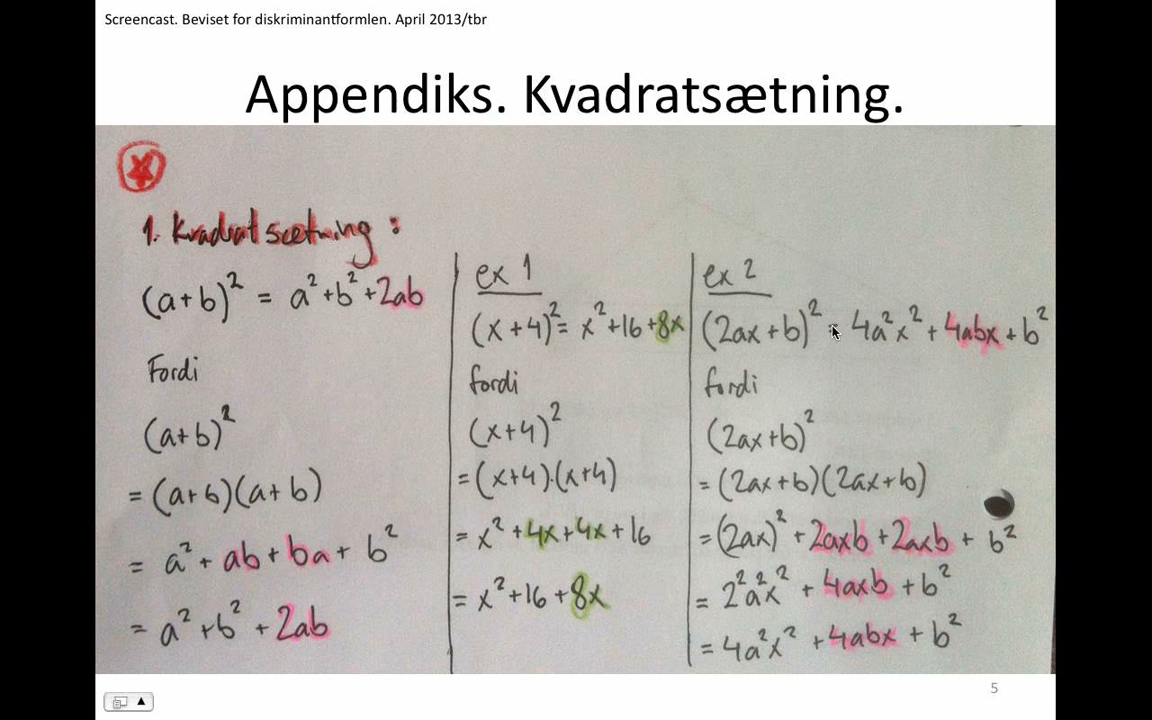 Screencast. Beviset for diskriminantformlen. April 2013/tbr
Appendiks. Kvadratsætning.
1. Kvadratsætning:
(a+b)² = a²+b²+2ab
Fordi
(a+b)²
= (a+b)(a+b)
= a² + ab + ba + b²
= a² + b² + 2ab
ex 1
(x+4)² = x²+16+8x
fordi
(x+4)²
= (x+4)·(x+4)
= x² + 4x + 4x + 16
= x² + 16 + 8x
ex 2
(2ax+b)² = 4a²x² + 4abx + b²
fordi
(2ax+b)²
= (2ax+b)(2ax+b)
= (2ax)² + 2axb + 2axb + b²
= 2²a²x² + 4axb + b²
= 4a²x² + 4abx + b²
5